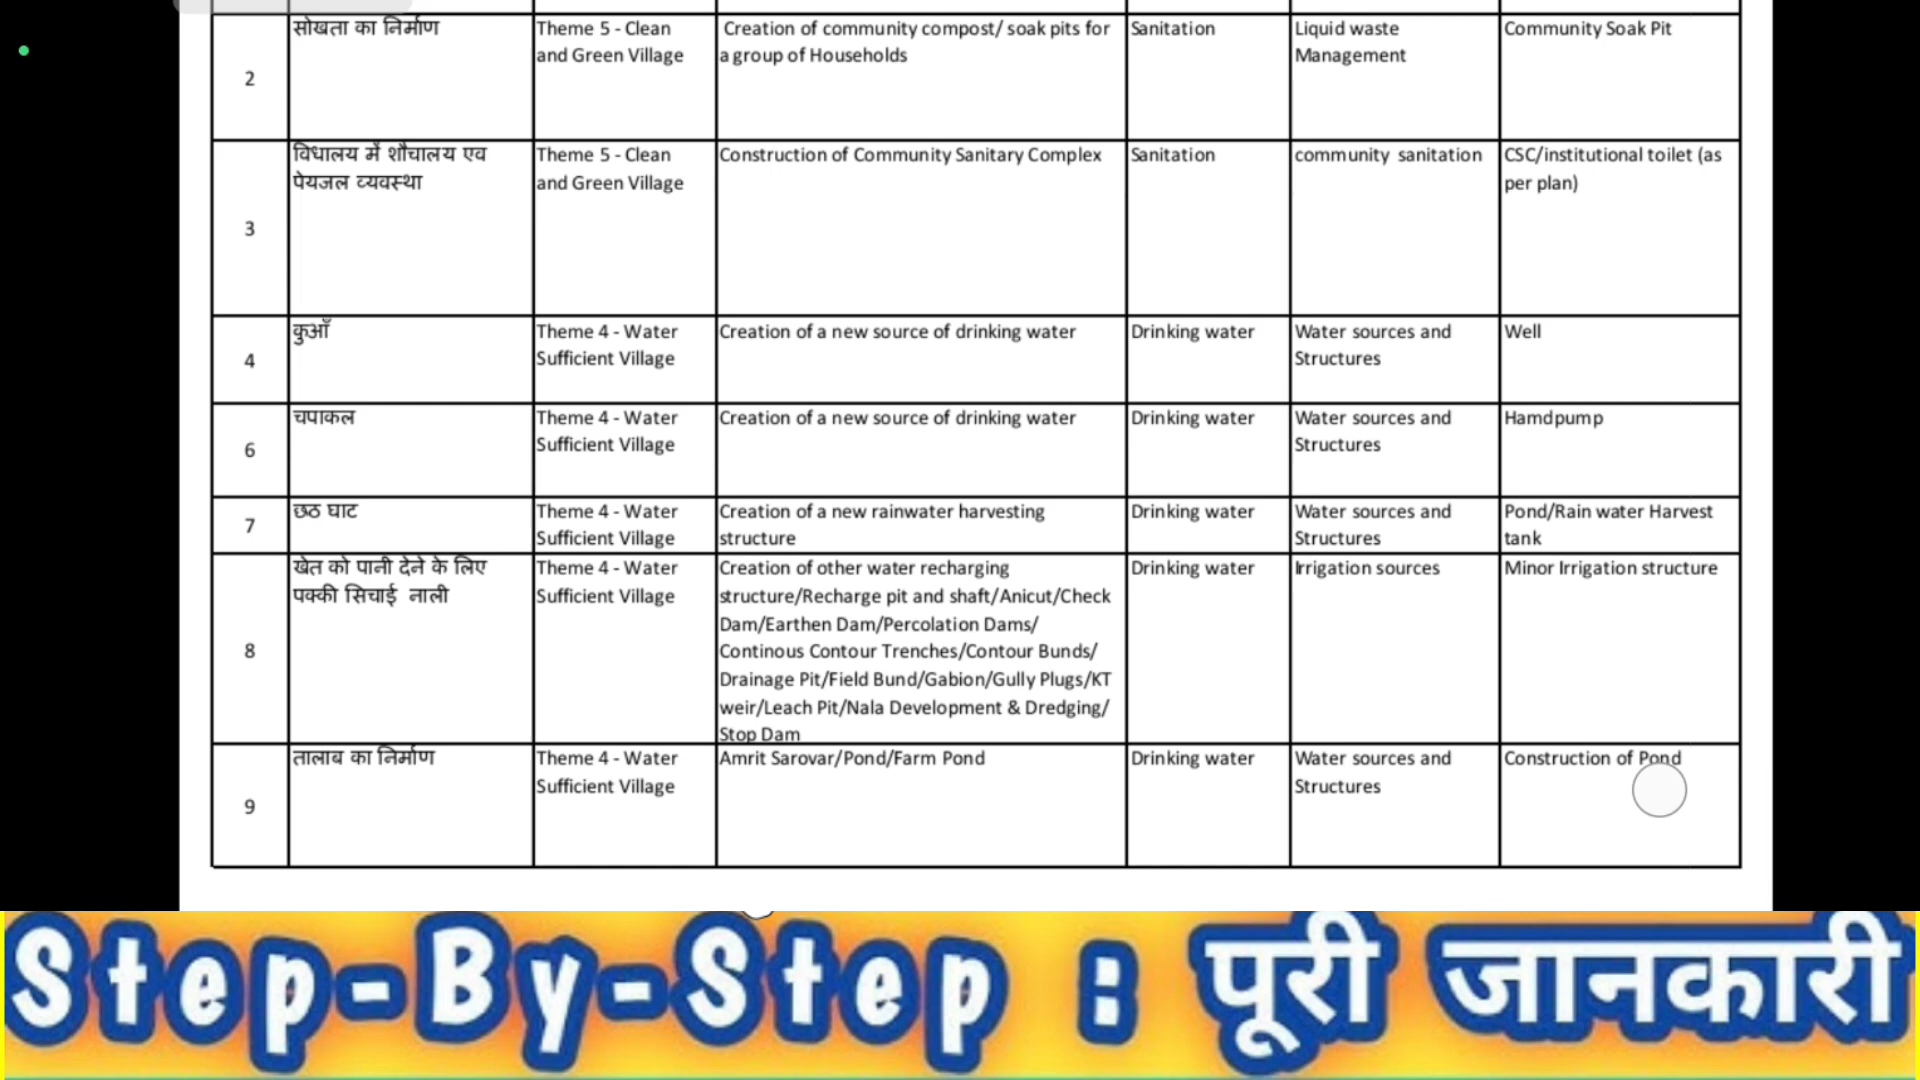 2
सोखता का निर्माण
Theme 5 - Clean
and Green Village
Creation of community compost/ soak pits for
a group of Households
Sanitation
Liquid waste
Management
Community Soak Pit
3
विधालय में शौचालय एव
पेयजल व्यवस्था
Theme 5 - Clean
and Green Village
Construction of Community Sanitary Complex
Sanitation
community sanitation
CSC/institutional toilet (as
per plan)
4
कुआँ
Theme 4 - Water
Sufficient Village
Creation of a new source of drinking water
Drinking water
Water sources and
Structures
Well
6
चपाकल
Theme 4 - Water
Sufficient Village
Creation of a new source of drinking water
Drinking water
Water sources and
Structures
Hamdpump
7
छठ घाट
Theme 4 - Water
Sufficient Village
Creation of a new rainwater harvesting
structure
Drinking water
Water sources and
Structures
Pond/Rain water Harvest
tank
8
खेत को पानी देने के लिए
पक्की सिचाई नाली
Theme 4 - Water
Sufficient Village
Creation of other water recharging
structure/Recharge pit and shaft/Anicut/Check
Dam/Earthen Dam/Percolation Dams/
Continous Contour Trenches/Contour Bunds/
Drainage Pit/Field Bund/Gabion/Gully Plugs/KT
weir/Leach Pit/Nala Development & Dredging/
Stop Dam
Drinking water
Irrigation sources
Minor Irrigation structure
9
तालाब का निर्माण
Theme 4 - Water
Sufficient Village
Amrit Sarovar/Pond/Farm Pond
Drinking water
Water sources and
Structures
Construction of Pond
Step-By-Step : पूरी जानकारी